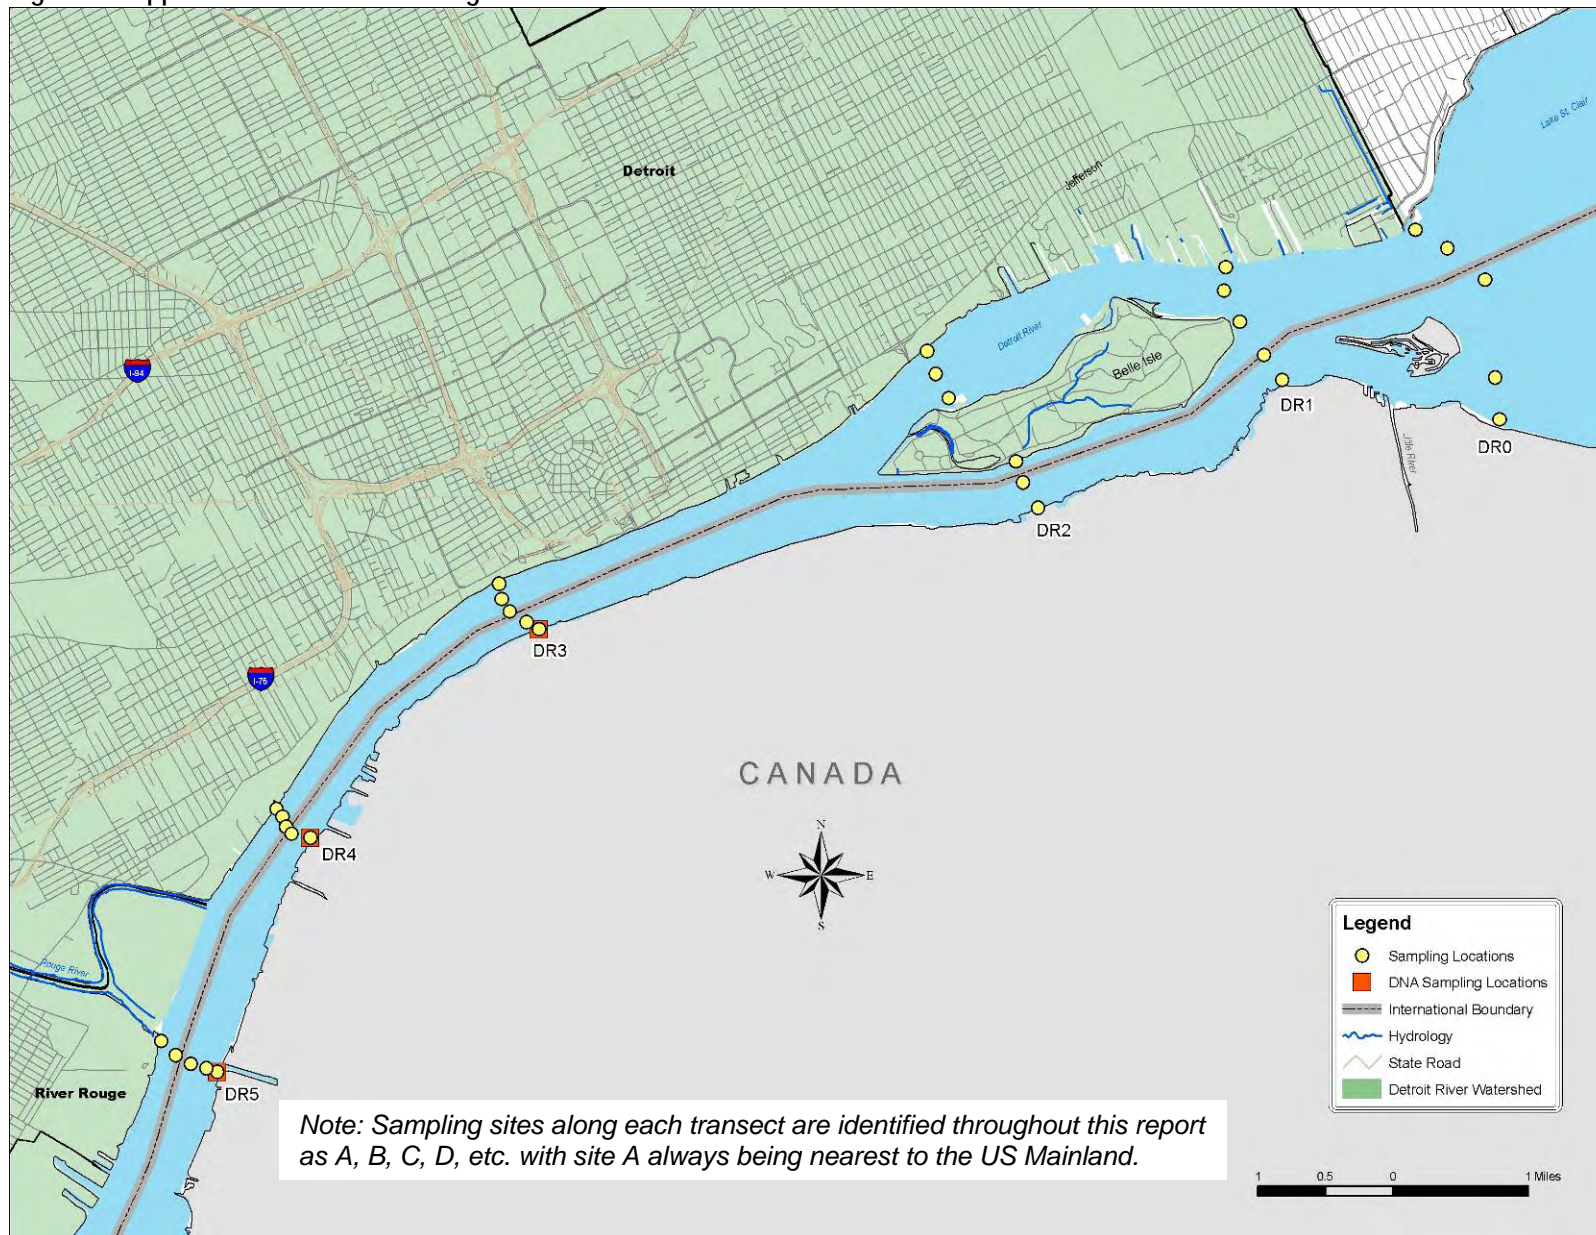 Detroit
Jefferson
Lake St. Clair
Detroit River
Belle Isle
I-94
DR1
DR0
Little River
DR2
DR3
I-75
CANADA
N
W
E
S
DR4
Rouge River
DR5
River Rouge
Legend
Sampling Locations
DNA Sampling Locations
International Boundary
Hydrology
State Road
Detroit River Watershed
Note: Sampling sites along each transect are identified throughout this report
as A, B, C, D, etc. with site A always being nearest to the US Mainland.
1 0.5 0 1 Miles